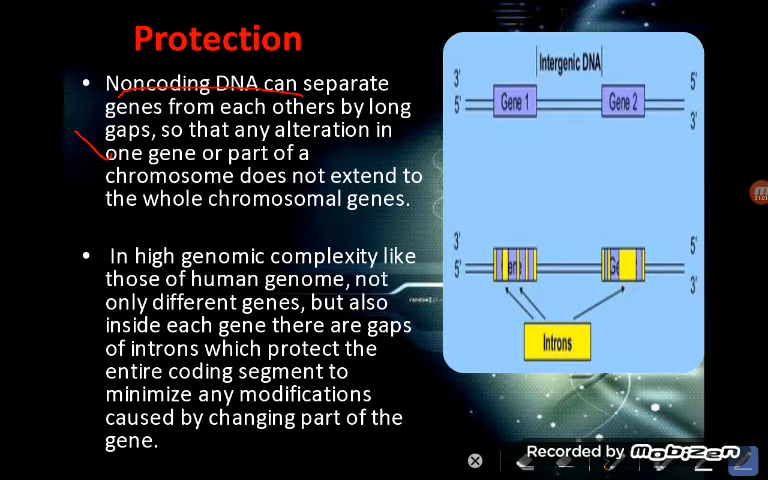 Protection
• Noncoding DNA can separate
genes from each others by long
gaps, so that any alteration in
one gene or part of a
chromosome does not extend to
the whole chromosomal genes.
• In high genomic complexity like
those of human genome, not
only different genes, but also
inside each gene there are gaps
of introns which protect the
entire coding segment to
minimize any modifications
caused by changing part of the
gene.
Intergenic DNA
3' 5'
5' Gene 1 Gene 2 3'
3' 5'
5' 3'
Introns
Recorded by
MOBIZEN